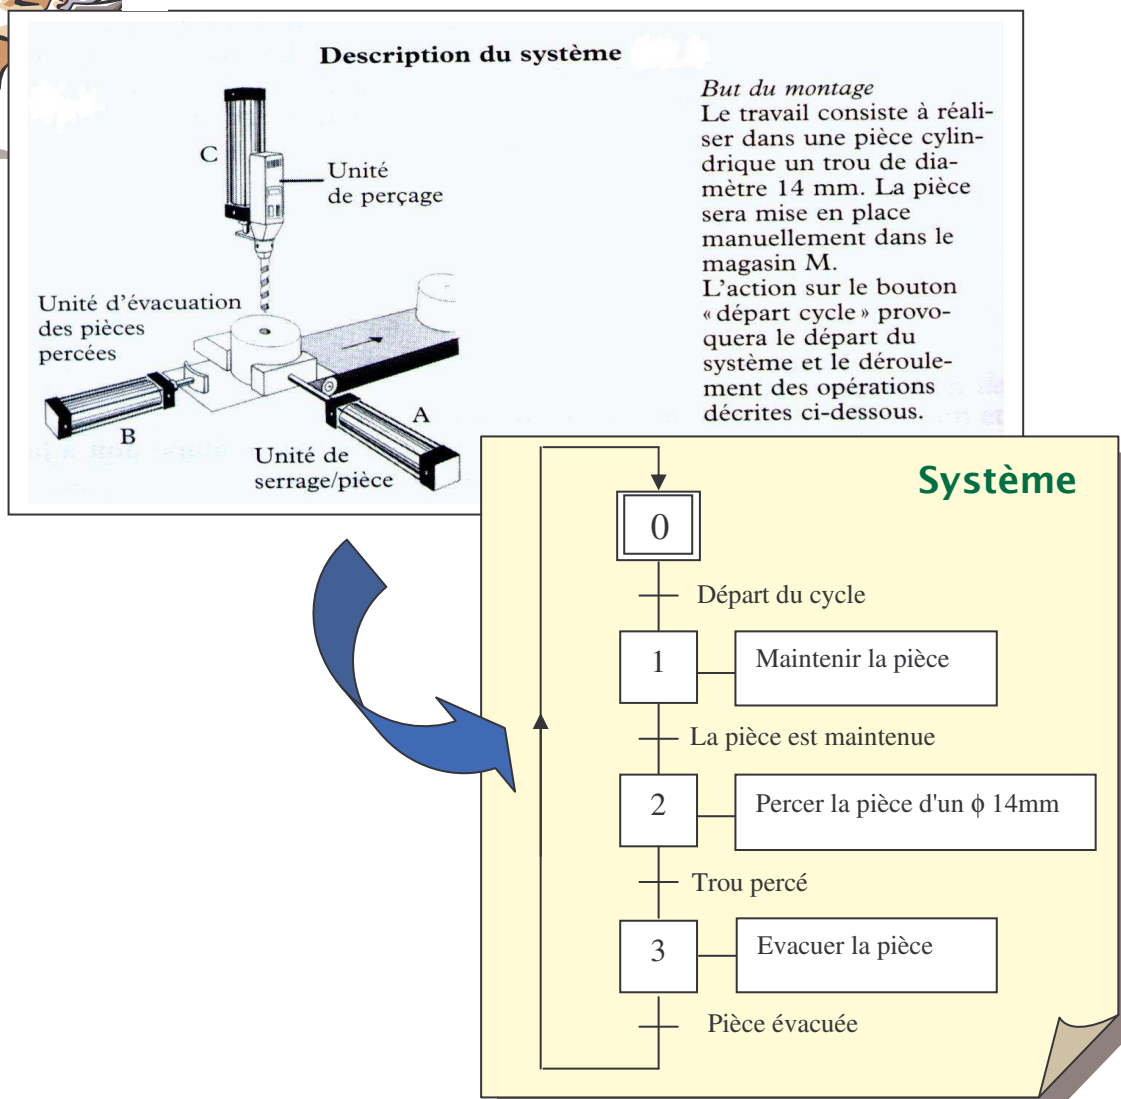 Description du système
But du montage
Le travail consiste à réali-
ser dans une pièce cylin-
drique un trou de dia-
mètre 14 mm. La pièce
sera mise en place
manuellement dans le
magasin M.
L'action sur le bouton
«départ cycle» provo-
quera le départ du
système et le déroule-
ment des opérations
décrites ci-dessous.
C
Unité
de perçage
Unité d'évacuation
des pièces
percées
B
A
Unité de
serrage/pièce
Système
0
Départ du cycle
1
Maintenir la pièce
La pièce est maintenue
2
Percer la pièce d'un ϕ 14mm
Trou percé
3
Evacuer la pièce
Pièce évacuée